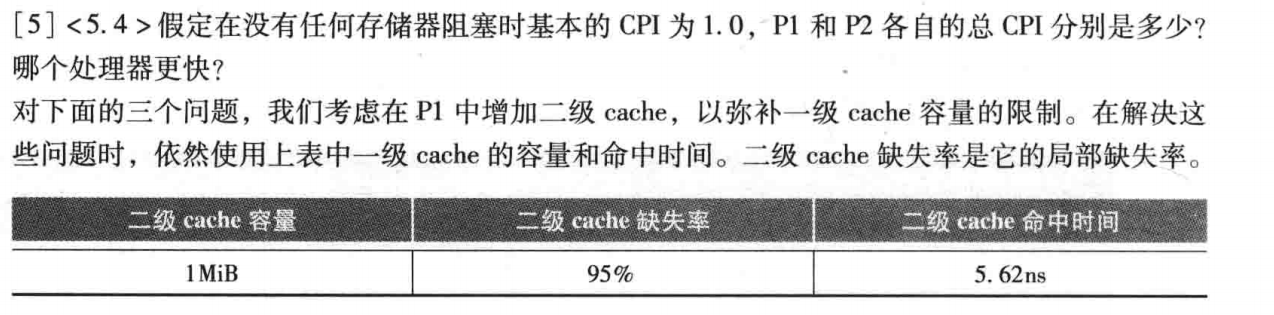 [5] <5.4>假定在没有任何存储器阻塞时基本的 CPI 为 1.0, P1 和 P2 各自的总 CPI 分别是多少?
哪个处理器更快?
对下面的三个问题，我们考虑在 P1 中增加二级 cache，以弥补一级 cache 容量的限制。在解决这
些问题时，依然使用上表中一级 cache 的容量和命中时间。二级 cache 缺失率是它的局部缺失率。
二级 cache 容量 二级 cache 缺失率 二级 cache 命中时间
1MiB 95% 5.62ns